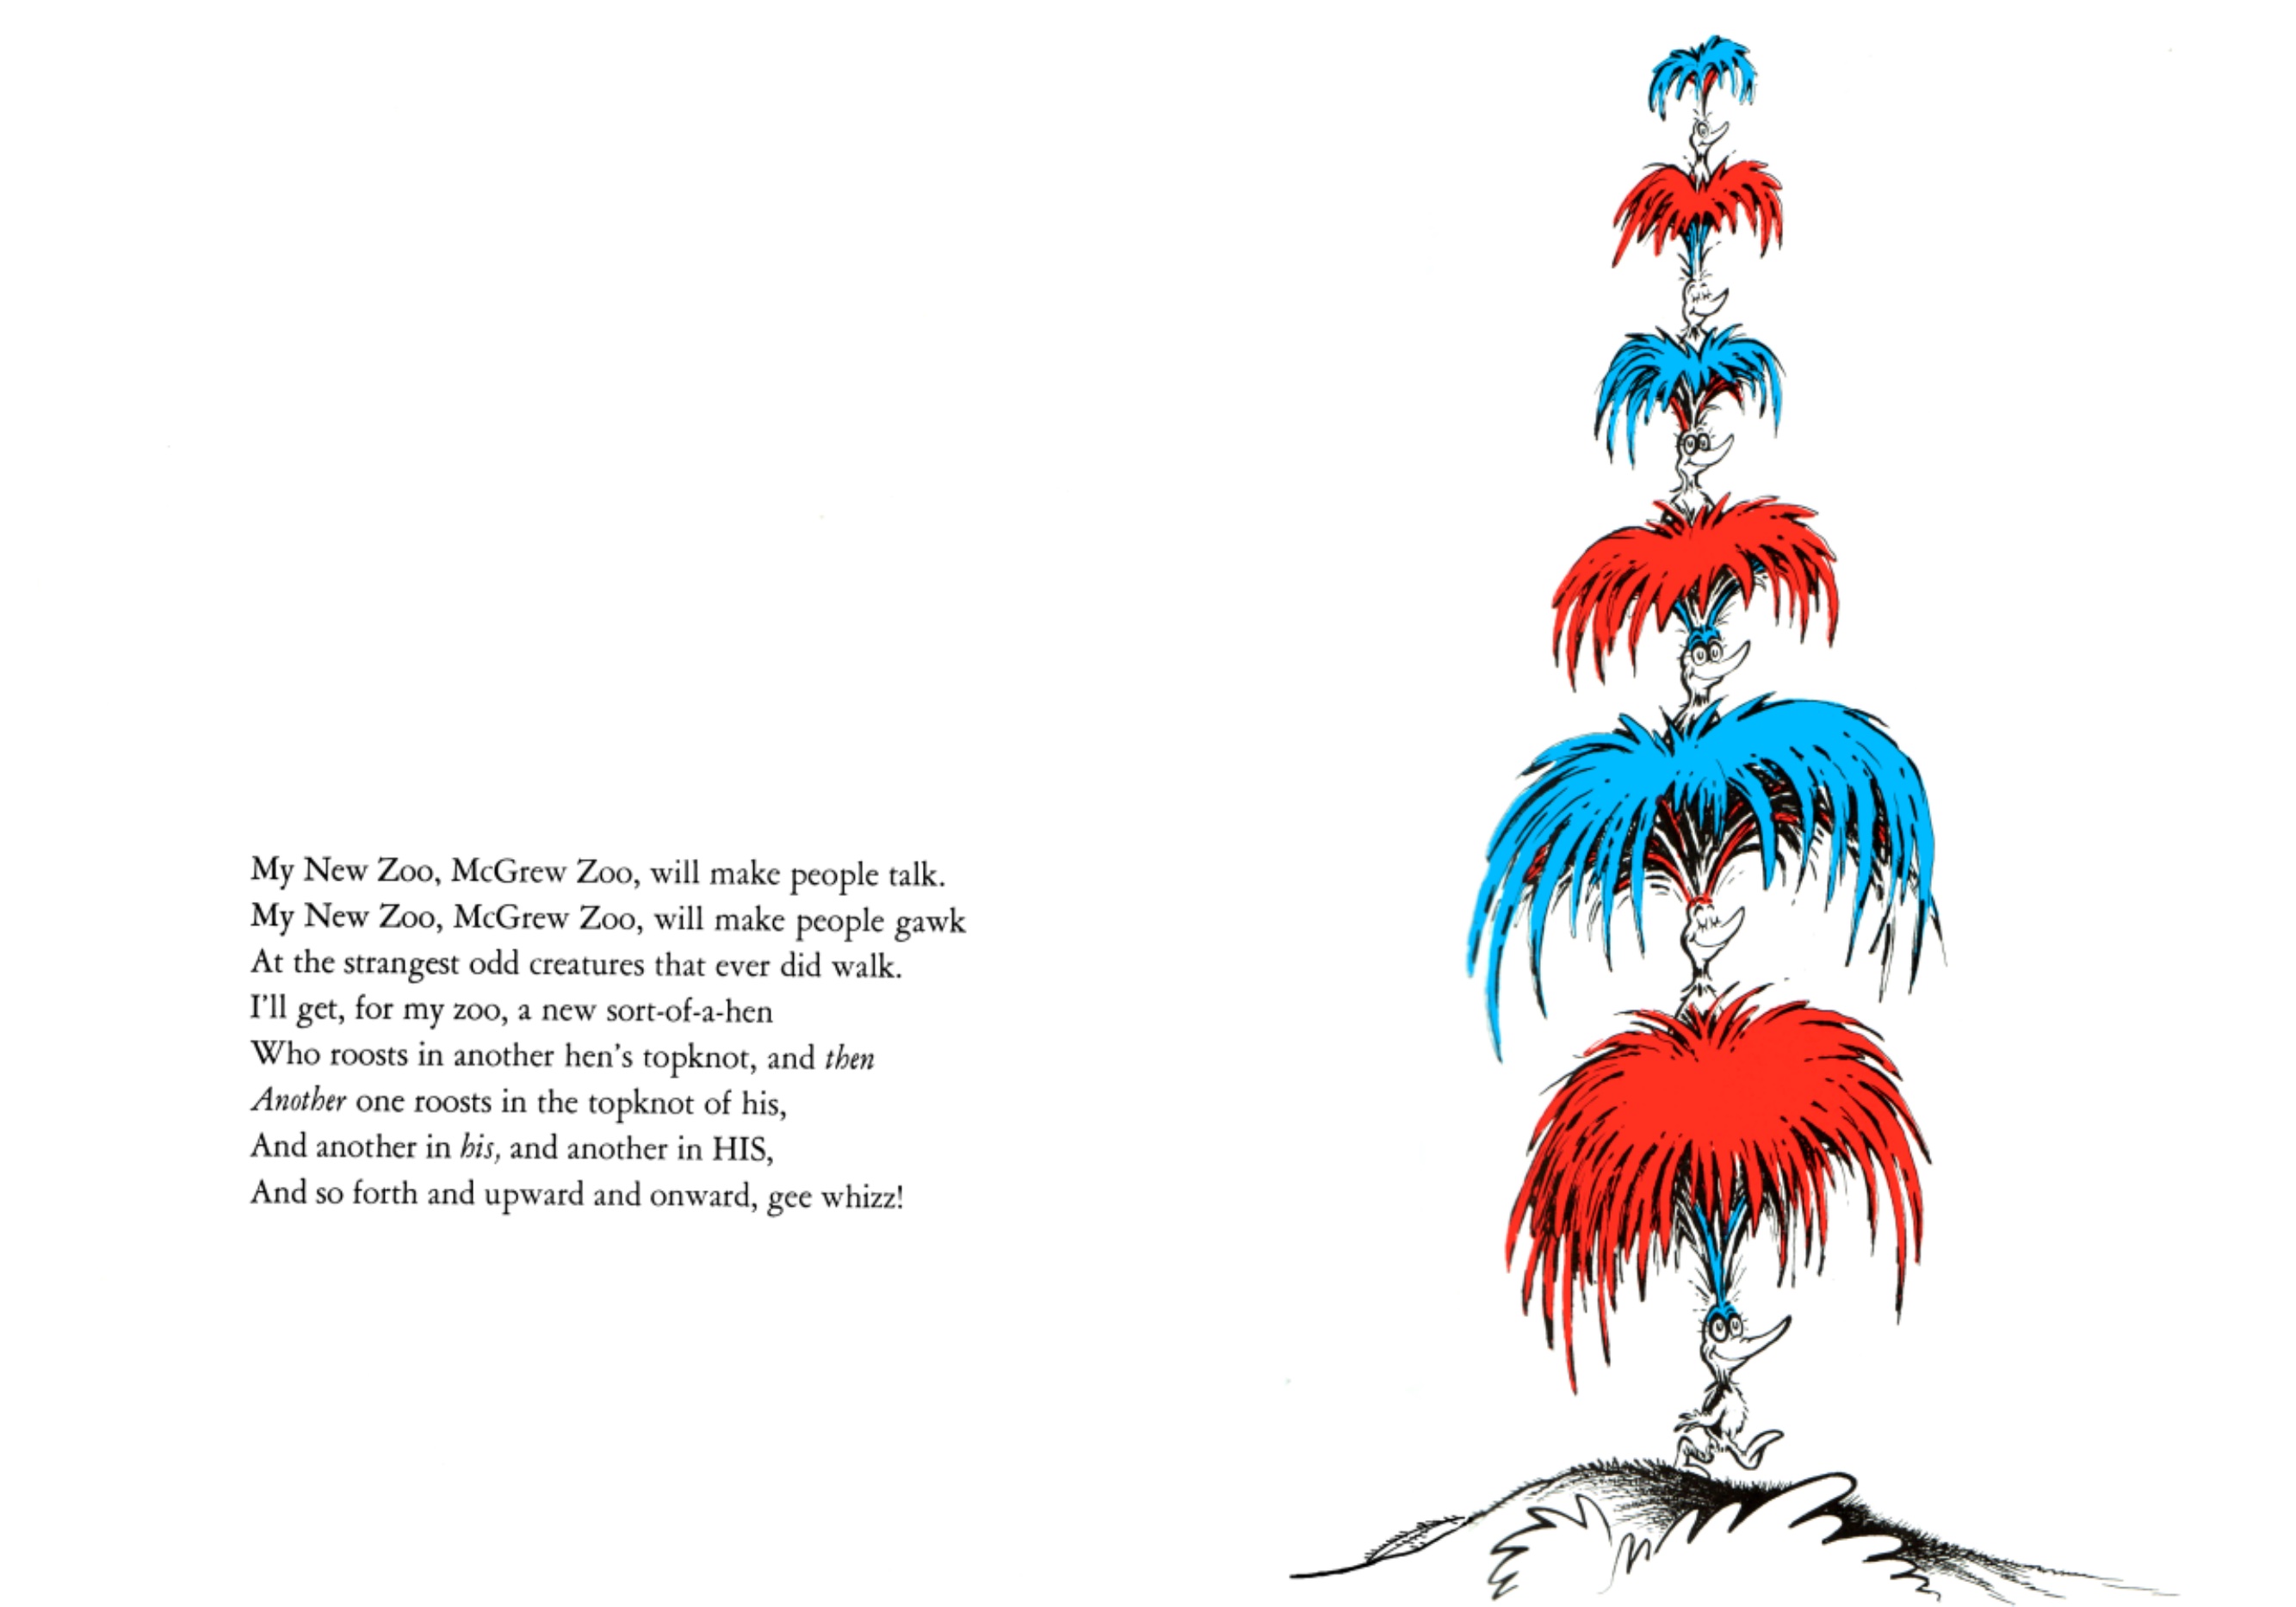 My New Zoo, McGrew Zoo, will make people talk.
My New Zoo, McGrew Zoo, will make people gawk
At the strangest odd creatures that ever did walk.
I'll get, for my zoo, a new sort-of-a-hen
Who roosts in another hen's topknot, and then
Another one roosts in the topknot of his,
And another in his, and another in HIS,
And so forth and upward and onward, gee whizz!